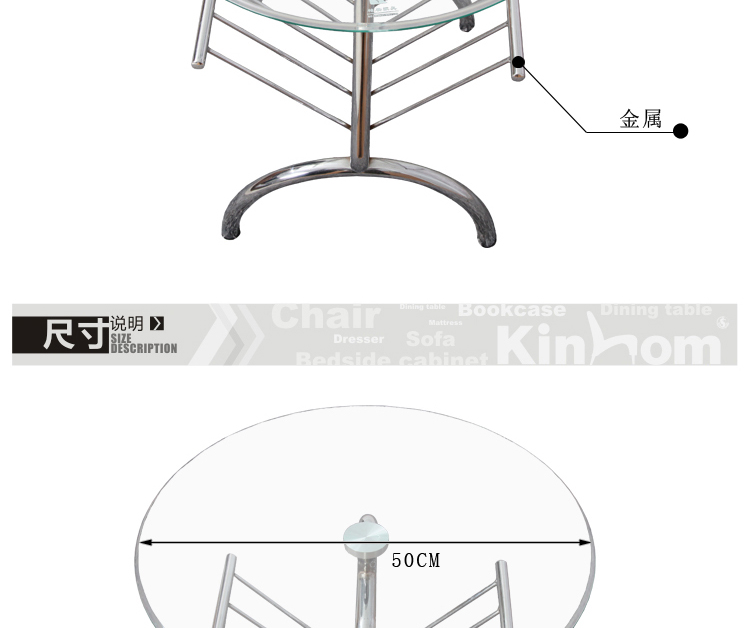 金属
尺寸说明
SIZE
DESCRIPTION
Chair
Dining table
Bookcase
Dining table
Mattress
Dresser
Sofa
Bedside cabinet
Kinhom
50CM